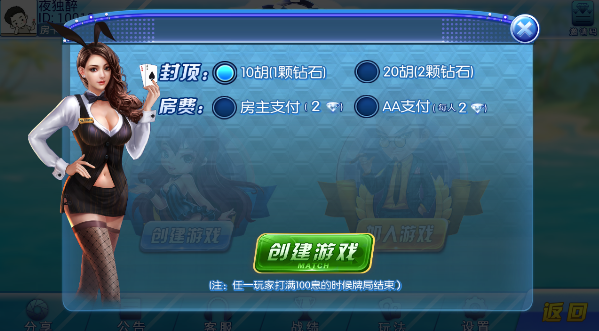 夜独醉
封顶: 10胡(1颗钻石) 20胡(2颗钻石)
房费: 房主支付(2) AA支付(每人2)
创建游戏 加入游戏
创建游戏
MATCH
(注: 任一玩家打满100息的时候牌局结束)
分享 公告 客服 战绩 玩法 设置 返回